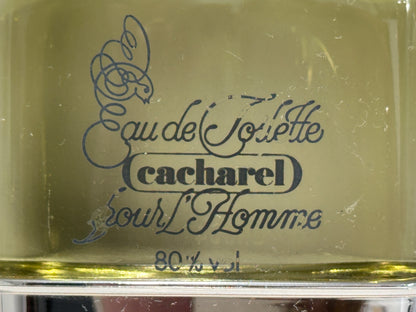 Eau de Toilette
cacharel
pour L'Homme
80% vol